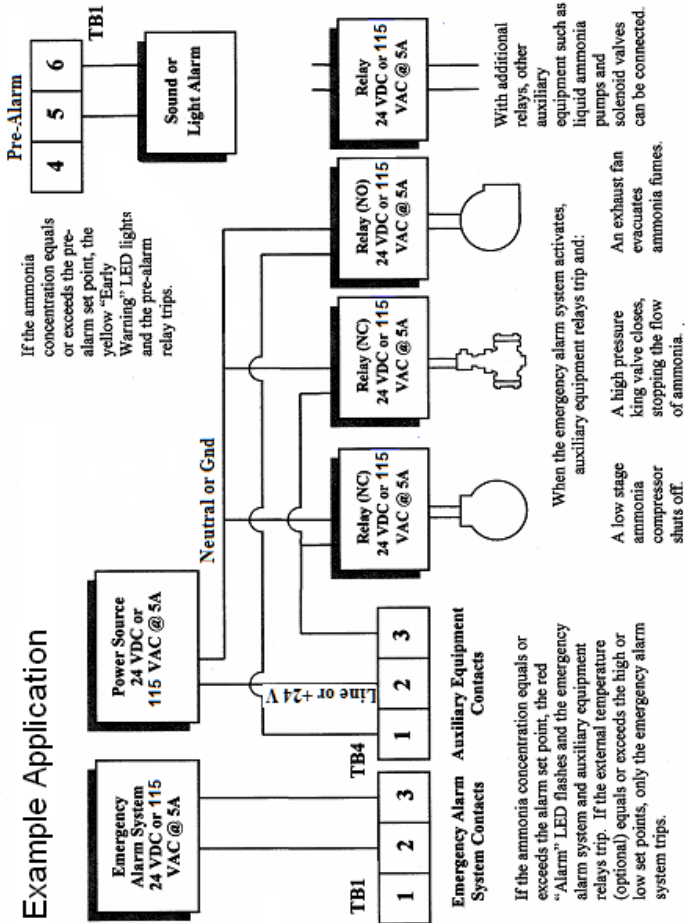 Example Application
Emergency
Alarm System
24 VDC or 115
VAC @ 5A
Power Source
24 VDC or
115 VAC @ 5A
Neutral or Gnd
Line or +24 V
TB1
1 2 3
Emergency Alarm
System Contacts
TB4
1 2 3
Auxiliary Equipment
Contacts
If the ammonia concentration equals or
exceeds the alarm set point, the red
"Alarm" LED flashes and the emergency
alarm system and auxiliary equipment
relays trip. If the external temperature
(optional) equals or exceeds the high or
low set points, only the emergency alarm
system trips.
If the ammonia
concentration equals
or exceeds the pre-
alarm set point, the
yellow "Early
Warning" LED lights
and the pre-alarm
relay trips.
Pre-Alarm
4 5 6
TB1
Sound or
Light Alarm
Relay (NC)
24 VDC or 115
VAC @ 5A
Relay (NC)
24 VDC or 115
VAC @ 5A
Relay (NO)
24 VDC or 115
VAC @ 5A
Relay
24 VDC or 115
VAC @ 5A
When the emergency alarm system activates,
auxiliary equipment relays trip and:
A low stage
ammonia
compressor
shuts off.
A high pressure
king valve closes,
stopping the flow
of ammonia.
An exhaust fan
evacuates
ammonia fumes.
With additional
relays, other
auxiliary
equipment such as
liquid ammonia
pumps and
solenoid valves
can be connected.